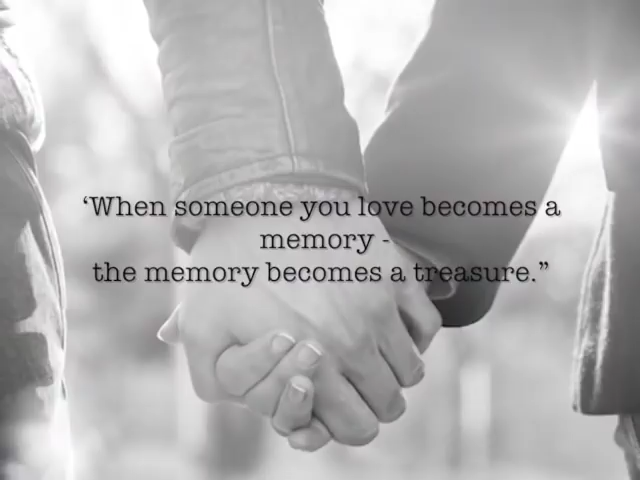 ‘When someone you love becomes a
memory -
the memory becomes a treasure.”